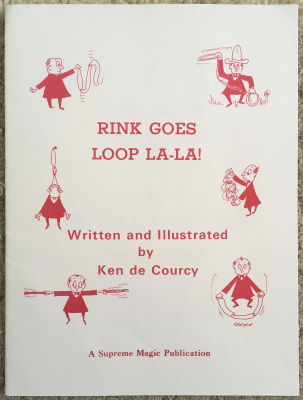 RINK GOES
LOOP LA-LA!
Written and Illustrated
by
Ken de Courcy
A Supreme Magic Publication